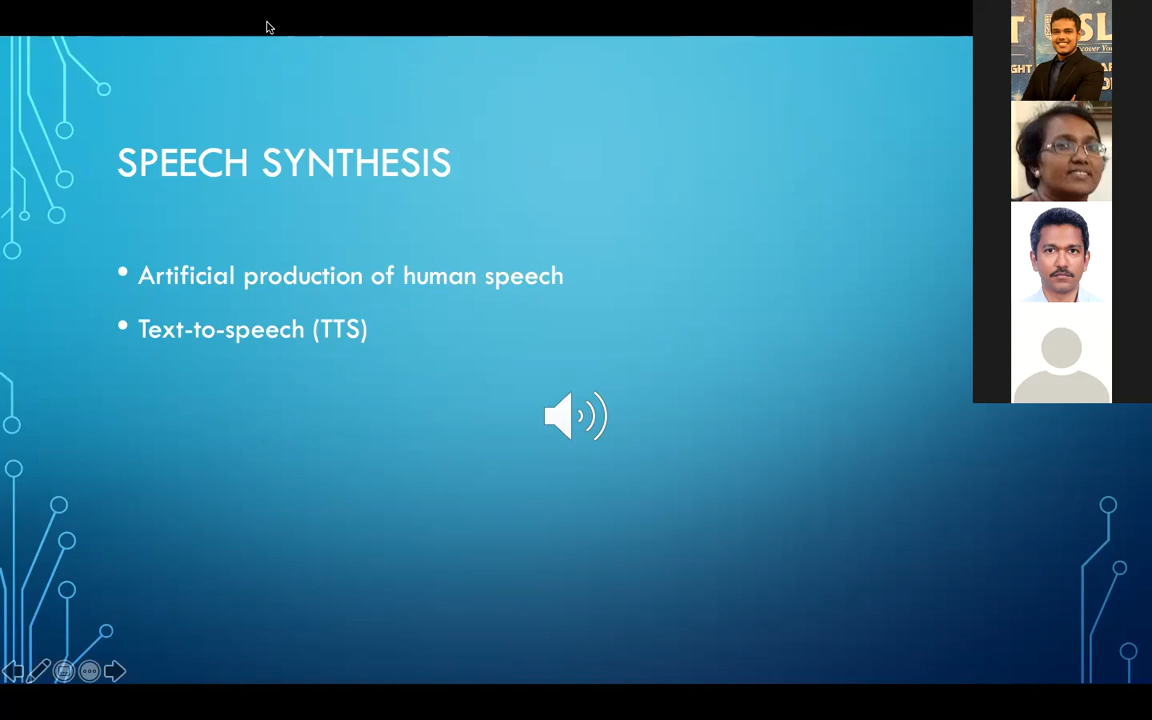 SPEECH SYNTHESIS
• Artificial production of human speech
• Text-to-speech (TTS)